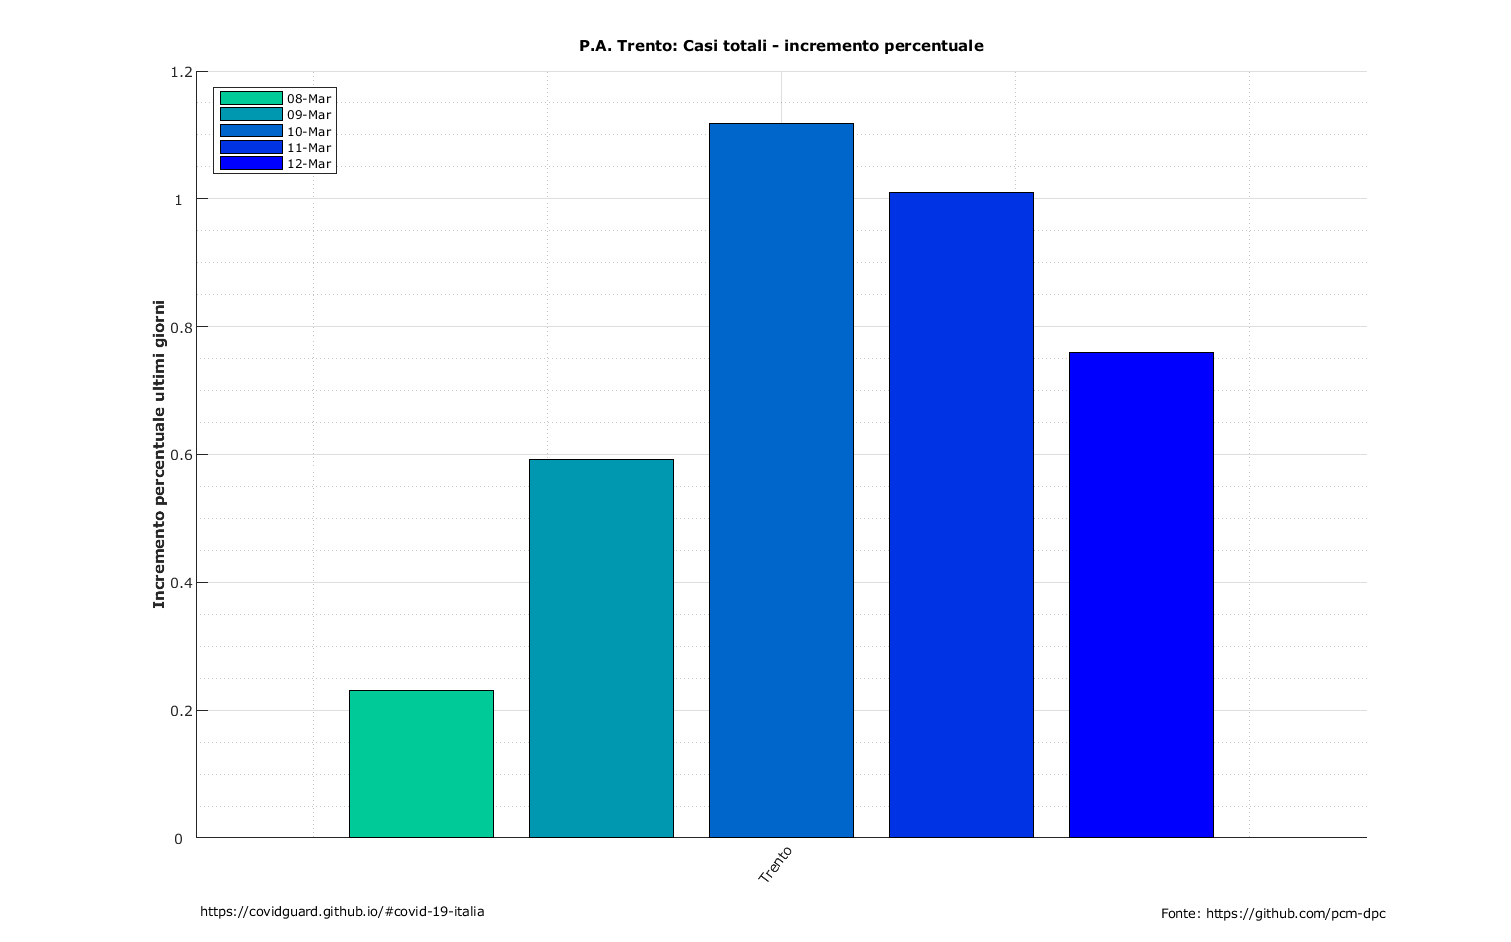 P.A. Trento: Casi totali - incremento percentuale
08-Mar
09-Mar
10-Mar
11-Mar
12-Mar
Incremento percentuale ultimi giorni
1.2
1
0.8
0.6
0.4
0.2
0
Trento
https://covidguard.github.io/#covid-19-italia
Fonte: https://github.com/pcm-dpc